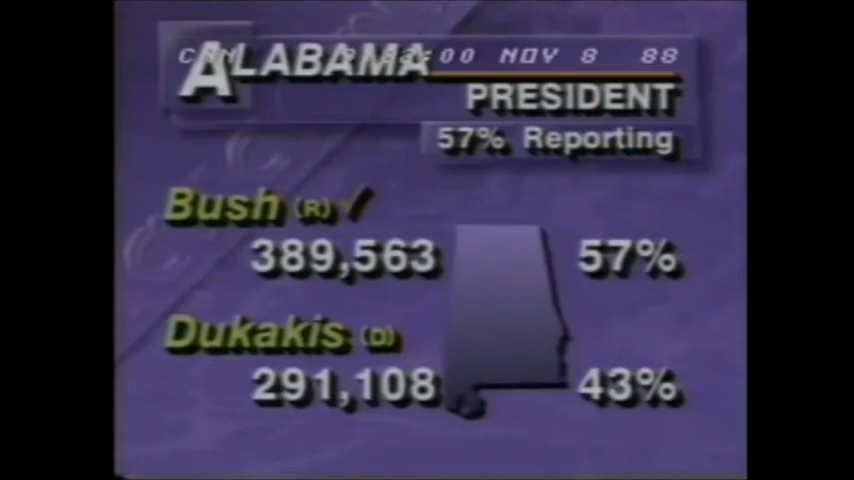 ALABAMA
NOV 8 88
PRESIDENT
57% Reporting
Bush (R) ✓
389,563 57%
Dukakis (D)
291,108 43%